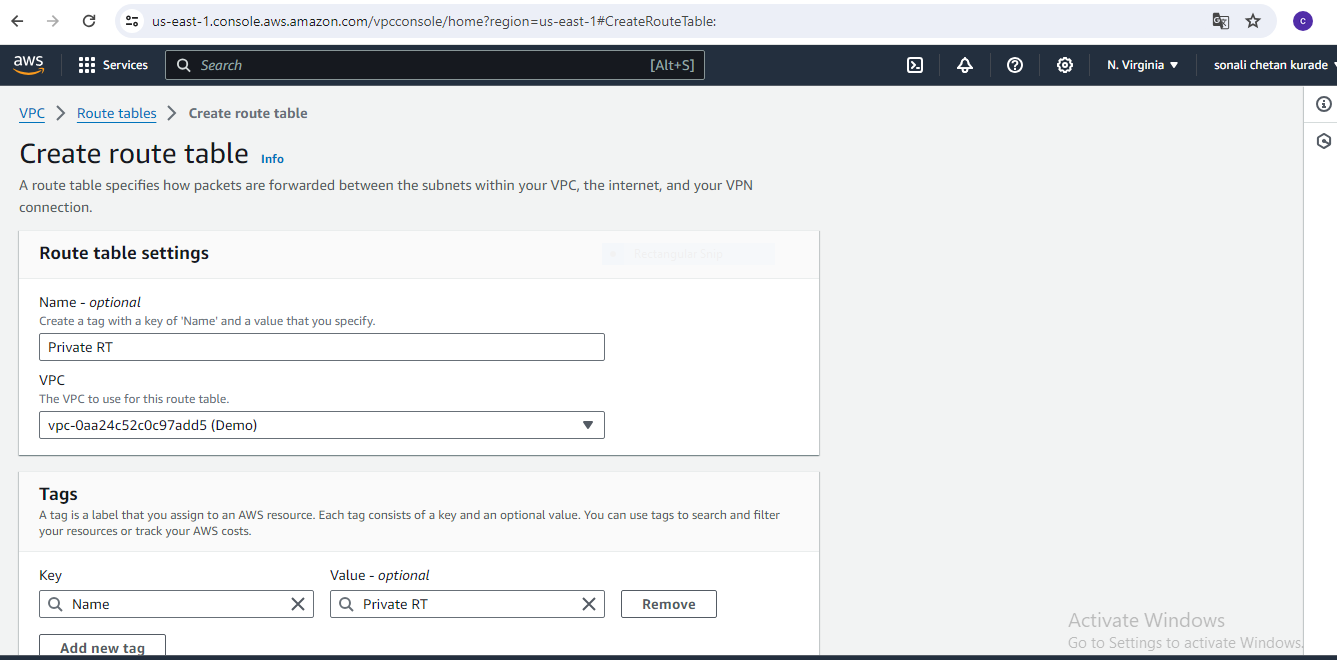 us-east-1.console.aws.amazon.com/vpcconsole/home?region=us-east-1#CreateRouteTable:
C
aws
Services
Search
[Alt+S]
N. Virginia
sonali chetan kurade
VPC
Route tables
Create route table
Create route table
Info
A route table specifies how packets are forwarded between the subnets within your VPC, the internet, and your VPN
connection.
Route table settings
Rectangular Snip
Name - optional
Create a tag with a key of 'Name' and a value that you specify.
Private RT
VPC
The VPC to use for this route table.
vpc-0aa24c52c0c97add5 (Demo)
Tags
A tag is a label that you assign to an AWS resource. Each tag consists of a key and an optional value. You can use tags to search and filter
your resources or track your AWS costs.
Key
Value - optional
Name
Private RT
Remove
Add new tag
Activate Windows
Go to Settings to activate Windows.